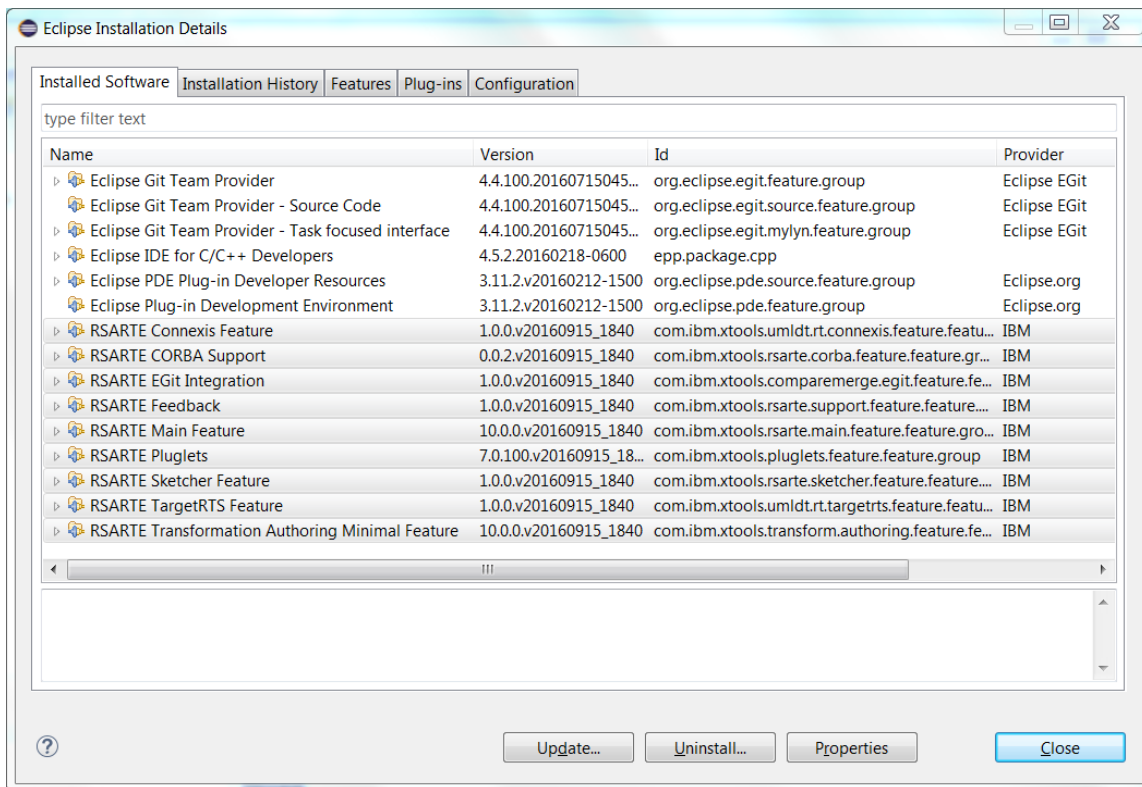 Eclipse Installation Details
Installed Software Installation History Features Plug-ins Configuration
type filter text
Name Version Id Provider
Eclipse Git Team Provider 4.4.100.20160715045... org.eclipse.egit.feature.group Eclipse EGit
Eclipse Git Team Provider - Source Code 4.4.100.20160715045... org.eclipse.egit.source.feature.group Eclipse EGit
Eclipse Git Team Provider - Task focused interface 4.4.100.20160715045... org.eclipse.egit.mylyn.feature.group Eclipse EGit
Eclipse IDE for C/C++ Developers 4.5.2.20160218-0600 epp.package.cpp
Eclipse PDE Plug-in Developer Resources 3.11.2.v20160212-1500 org.eclipse.pde.source.feature.group Eclipse.org
Eclipse Plug-in Development Environment 3.11.2.v20160212-1500 org.eclipse.pde.feature.group Eclipse.org
RSARTE Connexis Feature 1.0.0.v20160915_1840 com.ibm.xtools.umldt.rt.connexis.feature.featu... IBM
RSARTE CORBA Support 0.0.2.v20160915_1840 com.ibm.xtools.rsarte.corba.feature.feature.gr... IBM
RSARTE EGit Integration 1.0.0.v20160915_1840 com.ibm.xtools.comparemerge.egit.feature.fe... IBM
RSARTE Feedback 1.0.0.v20160915_1840 com.ibm.xtools.rsarte.support.feature.feature.... IBM
RSARTE Main Feature 10.0.0.v20160915_1840 com.ibm.xtools.rsarte.main.feature.feature.gro... IBM
RSARTE Pluglets 7.0.100.v20160915_18... com.ibm.xtools.pluglets.feature.feature.group IBM
RSARTE Sketcher Feature 1.0.0.v20160915_1840 com.ibm.xtools.rsarte.sketcher.feature.feature.... IBM
RSARTE TargetRTS Feature 1.0.0.v20160915_1840 com.ibm.xtools.umldt.rt.targetrts.feature.featu... IBM
RSARTE Transformation Authoring Minimal Feature 10.0.0.v20160915_1840 com.ibm.xtools.transform.authoring.feature.fe... IBM
? Update... Uninstall... Properties Close